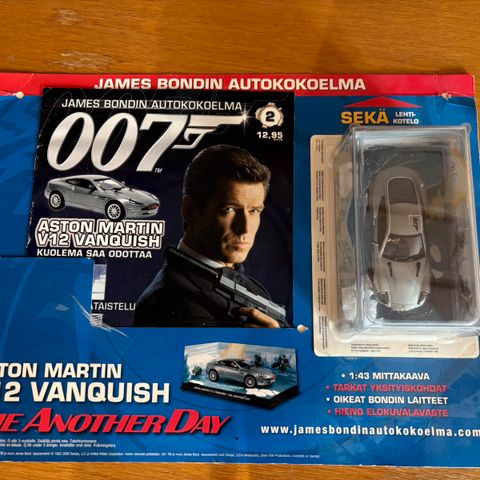 JAMES BONDIN AUTOKOKOELMA
JAMES BONDIN AUTOKOKOELMA
2
12,95
007
TM
ASTON MARTIN
V12 VANQUISH
KUOLEMA SAA ODOTTAA
SEKÄ LEHTI-
KOTELO
ATAISTELU
TON MARTIN
12 VANQUISH
E ANOTHER DAY
• 1:43 MITTAKAAVA
• TARKAT YKSITYISKOHDAT
• OIKEAT BONDIN LAITTEET
• HIENO ELOKUVALAVASTE
www.jamesbondinautokokoelma.com